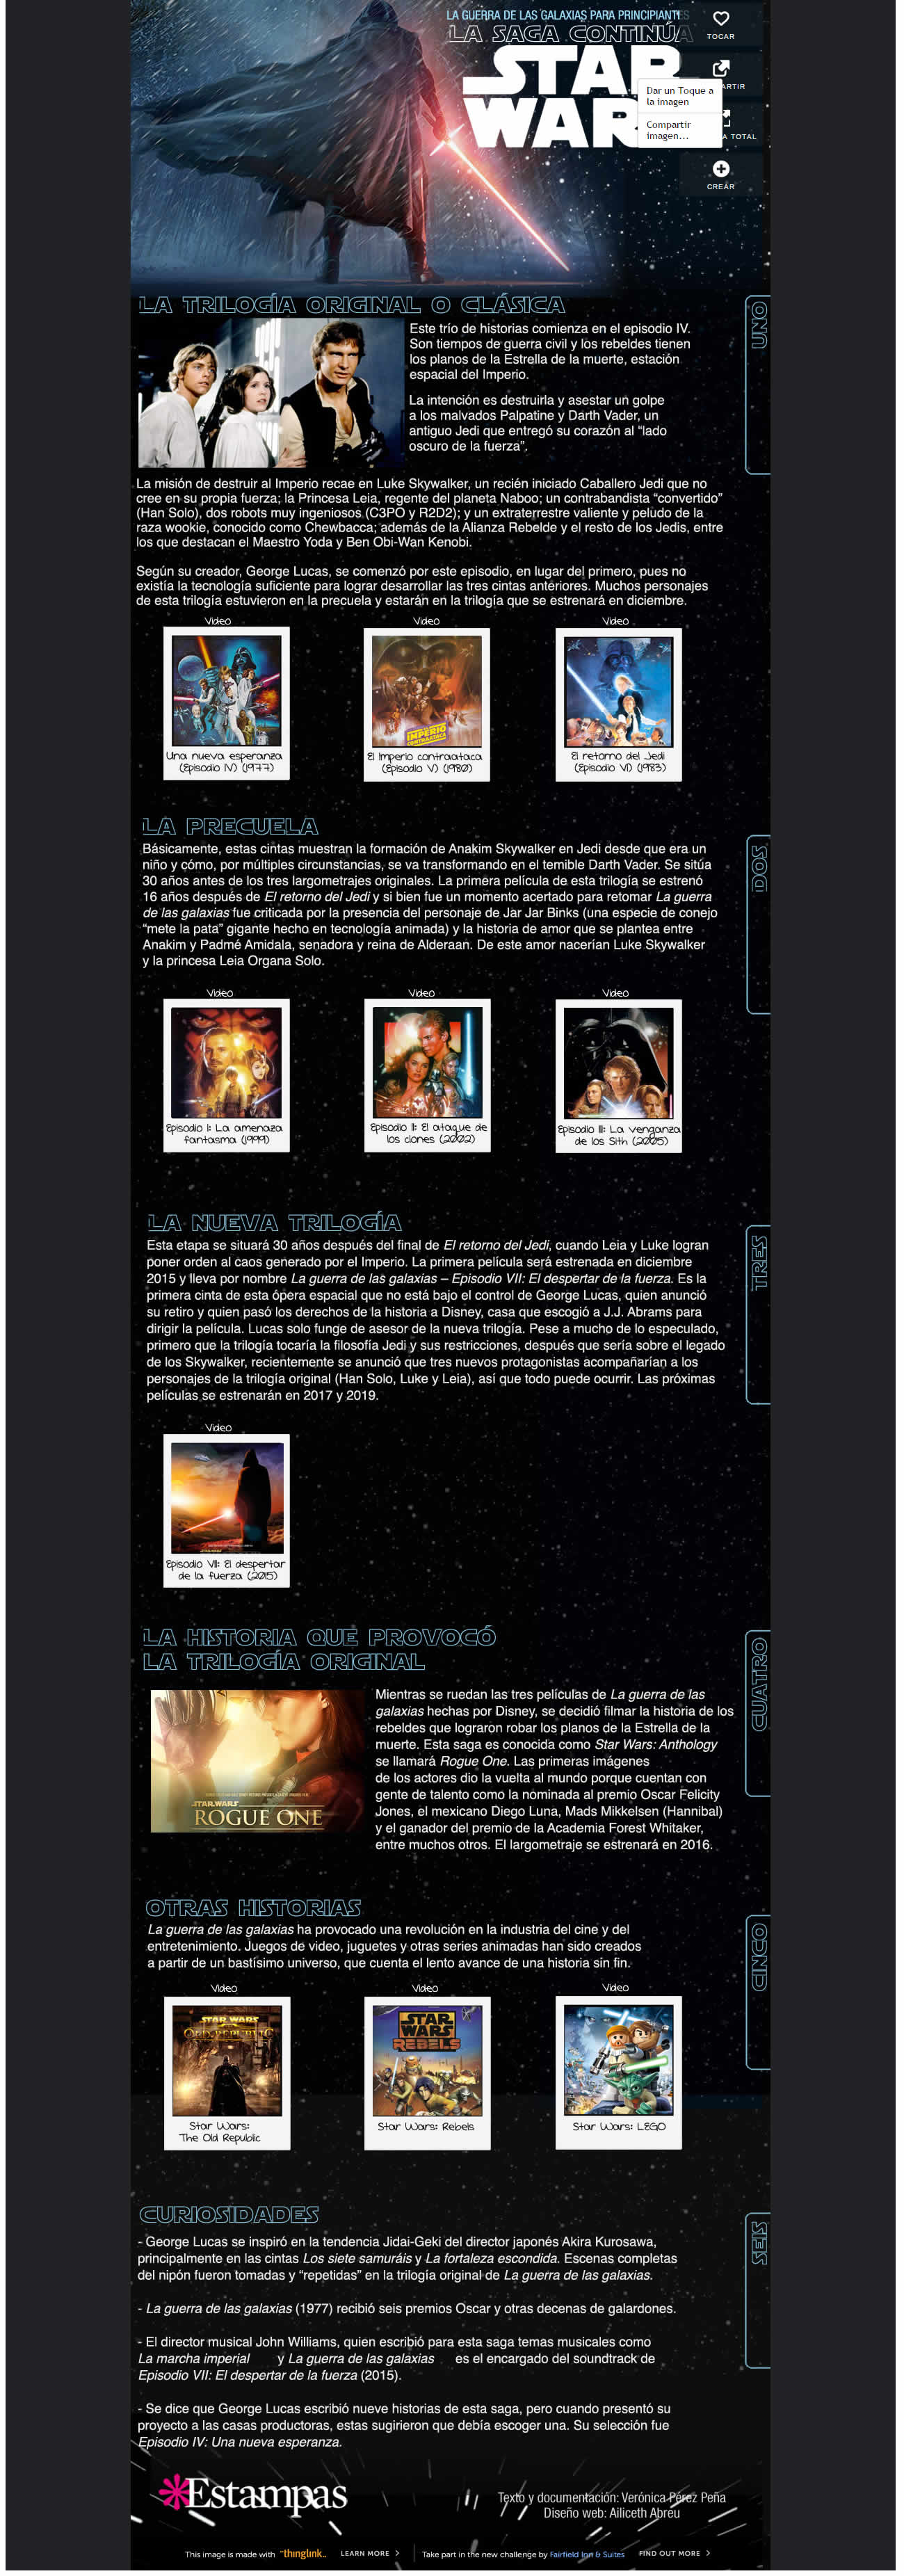 LA GUERRA DE LAS GALAXIAS PARA PRINCIPIANTES
LA SAGA CONTINÚA
STAR
WARS
TOCAR
ARTIR
Dar un Toque a
la imagen
Compartir
imagen...
A TOTAL
CREAR
LA TRILOGÍA ORIGINAL O CLÁSICA
UNO
Este trío de historias comienza en el episodio IV.
Son tiempos de guerra civil y los rebeldes tienen
los planos de la Estrella de la muerte, estación
espacial del Imperio.
La intención es destruirla y asestar un golpe
a los malvados Palpatine y Darth Vader, un
antiguo Jedi que entregó su corazón al “lado
oscuro de la fuerza”.
La misión de destruir al Imperio recae en Luke Skywalker, un recién iniciado Caballero Jedi que no
cree en su propia fuerza; la Princesa Leia, regente del planeta Naboo; un contrabandista “convertido”
(Han Solo), dos robots muy ingeniosos (C3PO y R2D2); y un extraterrestre valiente y peludo de la
raza wookie, conocido como Chewbacca; además de la Alianza Rebelde y el resto de los Jedis, entre
los que destacan el Maestro Yoda y Ben Obi-Wan Kenobi.
Según su creador, George Lucas, se comenzó por este episodio, en lugar del primero, pues no
existía la tecnología suficiente para lograr desarrollar las tres cintas anteriores. Muchos personajes
de esta trilogía estuvieron en la precuela y estarán en la trilogía que se estrenará en diciembre.
Video
Video
Video
IMPERIO
CONTRAATACA
Una nueva esperanza
(Episodio IV) (1977)
El Imperio contraataca
(Episodio V) (1980)
El retorno del Jedi
(Episodio VI) (1983)
LA PRECUELA
DOS
Básicamente, estas cintas muestran la formación de Anakim Skywalker en Jedi desde que era un
niño y cómo, por múltiples circunstancias, se va transformando en el temible Darth Vader. Se sitúa
30 años antes de los tres largometrajes originales. La primera película de esta trilogía se estrenó
16 años después de El retorno del Jedi y si bien fue un momento acertado para retomar La guerra
de las galaxias fue criticada por la presencia del personaje de Jar Jar Binks (una especie de conejo
“mete la pata” gigante hecho en tecnología animada) y la historia de amor que se plantea entre
Anakim y Padmé Amidala, senadora y reina de Alderaan. De este amor nacerían Luke Skywalker
y la princesa Leia Organa Solo.
Video
Video
Video
Episodio I: La amenaza
fantasma (1999)
Episodio II: El ataque de
los clones (2002)
Episodio III: La venganza
de los Sith (2005)
LA NUEVA TRILOGÍA
TRES
Esta etapa se situará 30 años después del final de El retorno del Jedi, cuando Leia y Luke logran
poner orden al caos generado por el Imperio. La primera película será estrenada en diciembre
2015 y lleva por nombre La guerra de las galaxias – Episodio VII: El despertar de la fuerza. Es la
primera cinta de esta ópera espacial que no está bajo el control de George Lucas, quien anunció
su retiro y quien pasó los derechos de la historia a Disney, casa que escogió a J.J. Abrams para
dirigir la película. Lucas solo funge de asesor de la nueva trilogía. Pese a mucho de lo especulado,
primero que la trilogía tocaría la filosofía Jedi y sus restricciones, después que sería sobre el legado
de los Skywalker, recientemente se anunció que tres nuevos protagonistas acompañarían a los
personajes de la trilogía original (Han Solo, Luke y Leia), así que todo puede ocurrir. Las próximas
películas se estrenarán en 2017 y 2019.
Video
Episodio VII: El despertar
de la fuerza (2015)
LA HISTORIA QUE PROVOCÓ
LA TRILOGÍA ORIGINAL
CUATRO
STAR WARS
ROGUE ONE
Mientras se ruedan las tres películas de La guerra de las
galaxias hechas por Disney, se decidió filmar la historia de los
rebeldes que lograron robar los planos de la Estrella de la
muerte. Esta saga es conocida como Star Wars: Anthology
se llamará Rogue One. Las primeras imágenes
de los actores dio la vuelta al mundo porque cuentan con
gente de talento como la nominada al premio Oscar Felicity
Jones, el mexicano Diego Luna, Mads Mikkelsen (Hannibal)
y el ganador del premio de la Academia Forest Whitaker,
entre muchos otros. El largometraje se estrenará en 2016.
OTRAS HISTORIAS
CINCO
La guerra de las galaxias ha provocado una revolución en la industria del cine y del
entretenimiento. Juegos de video, juguetes y otras series animadas han sido creados
a partir de un bastísimo universo, que cuenta el lento avance de una historia sin fin.
Video
Video
Video
STAR WARS
OLD REPUBLIC
STAR
WARS
REBELS
Star Wars:
The Old Republic
Star Wars: Rebels
Star Wars: LEGO
CURIOSIDADES
SEIS
- George Lucas se inspiró en la tendencia Jidai-Geki del director japonés Akira Kurosawa,
principalmente en las cintas Los siete samuráis y La fortaleza escondida. Escenas completas
del nipón fueron tomadas y “repetidas” en la trilogía original de La guerra de las galaxias.
- La guerra de las galaxias (1977) recibió seis premios Oscar y otras decenas de galardones.
- El director musical John Williams, quien escribió para esta saga temas musicales como
La marcha imperial y La guerra de las galaxias es el encargado del soundtrack de
Episodio VII: El despertar de la fuerza (2015).
- Se dice que George Lucas escribió nueve historias de esta saga, pero cuando presentó su
proyecto a las casas productoras, estas sugirieron que debía escoger una. Su selección fue
Episodio IV: Una nueva esperanza.
Estampas
Texto y documentación: Verónica Pérez Peña
Diseño web: Ailiceth Abreu
This image is made with thinglink.. LEARN MORE > Take part in the new challenge by Fairfield Inn & Suites FIND OUT MORE >